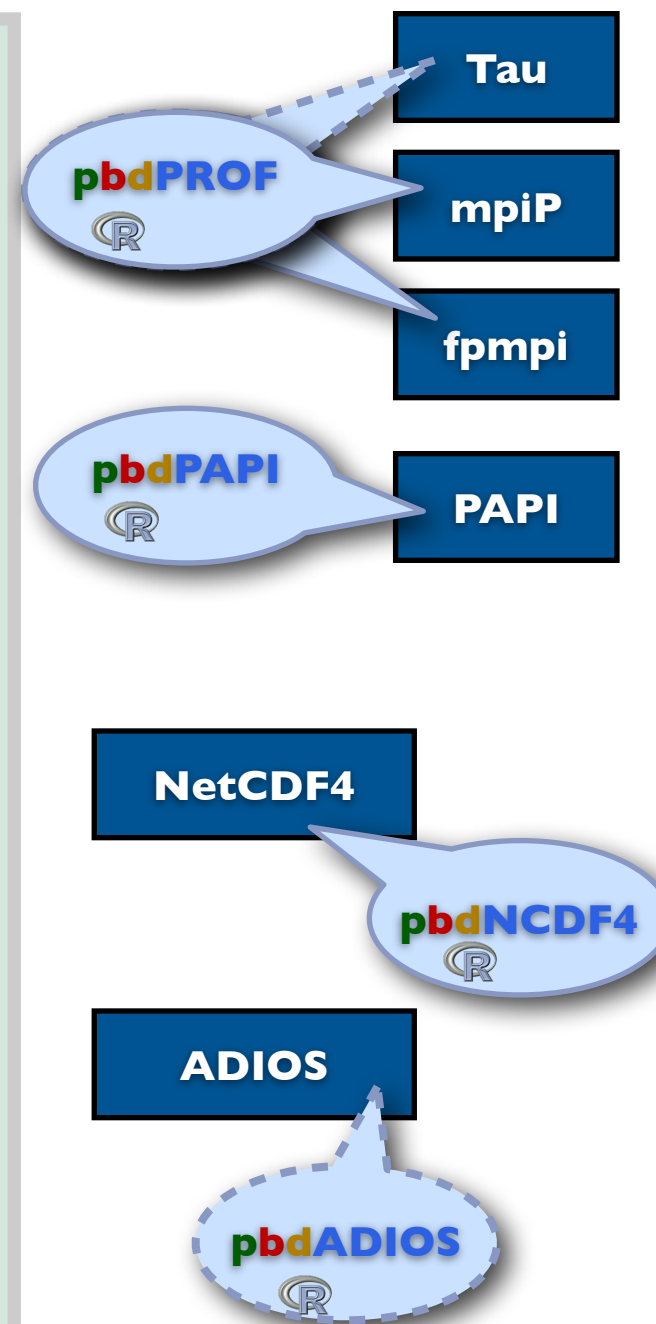 Tau
pbdPROF
R
mpiP
fpmpi
pbdPAPI
R
PAPI
NetCDF4
pbdNCDF4
R
ADIOS
pbdADIOS
R